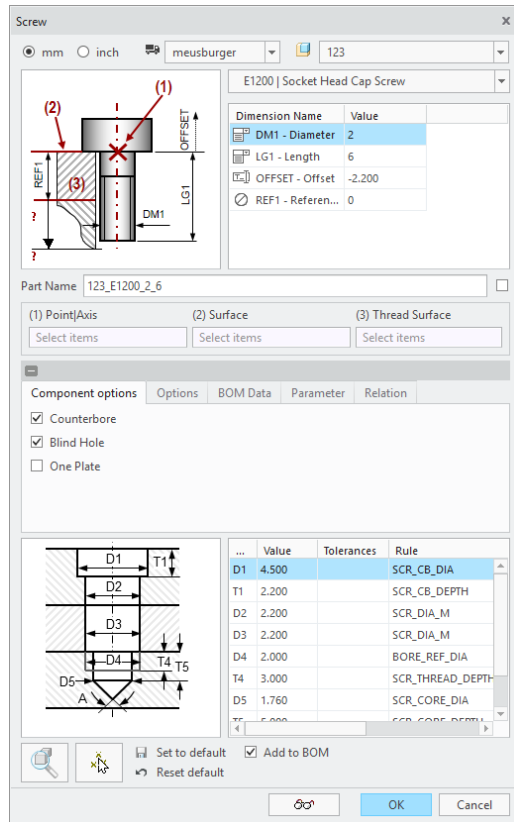 Screw
mm inch meusburger 123
E1200 | Socket Head Cap Screw
(1)
(2)
(3)
OFFSET
REF1
LG1
DM1
?
?
Dimension Name Value
DM1 - Diameter 2
LG1 - Length 6
OFFSET - Offset -2.200
REF1 - Referen... 0
Part Name 123_E1200_2_6
(1) Point|Axis (2) Surface (3) Thread Surface
Select items Select items Select items
Component options Options BOM Data Parameter Relation
Counterbore
Blind Hole
One Plate
D1 T1
D2
D3
D4 T4 T5
D5
A
... Value Tolerances Rule
D1 4.500 SCR_CB_DIA
T1 2.200 SCR_CB_DEPTH
D2 2.200 SCR_DIA_M
D3 2.200 SCR_DIA_M
D4 2.000 BORE_REF_DIA
T4 3.000 SCR_THREAD_DEPTH
D5 1.760 SCR_CORE_DIA
T5 5.000 SCR_CORE_DEPTH
Set to default Add to BOM
Reset default
OK Cancel